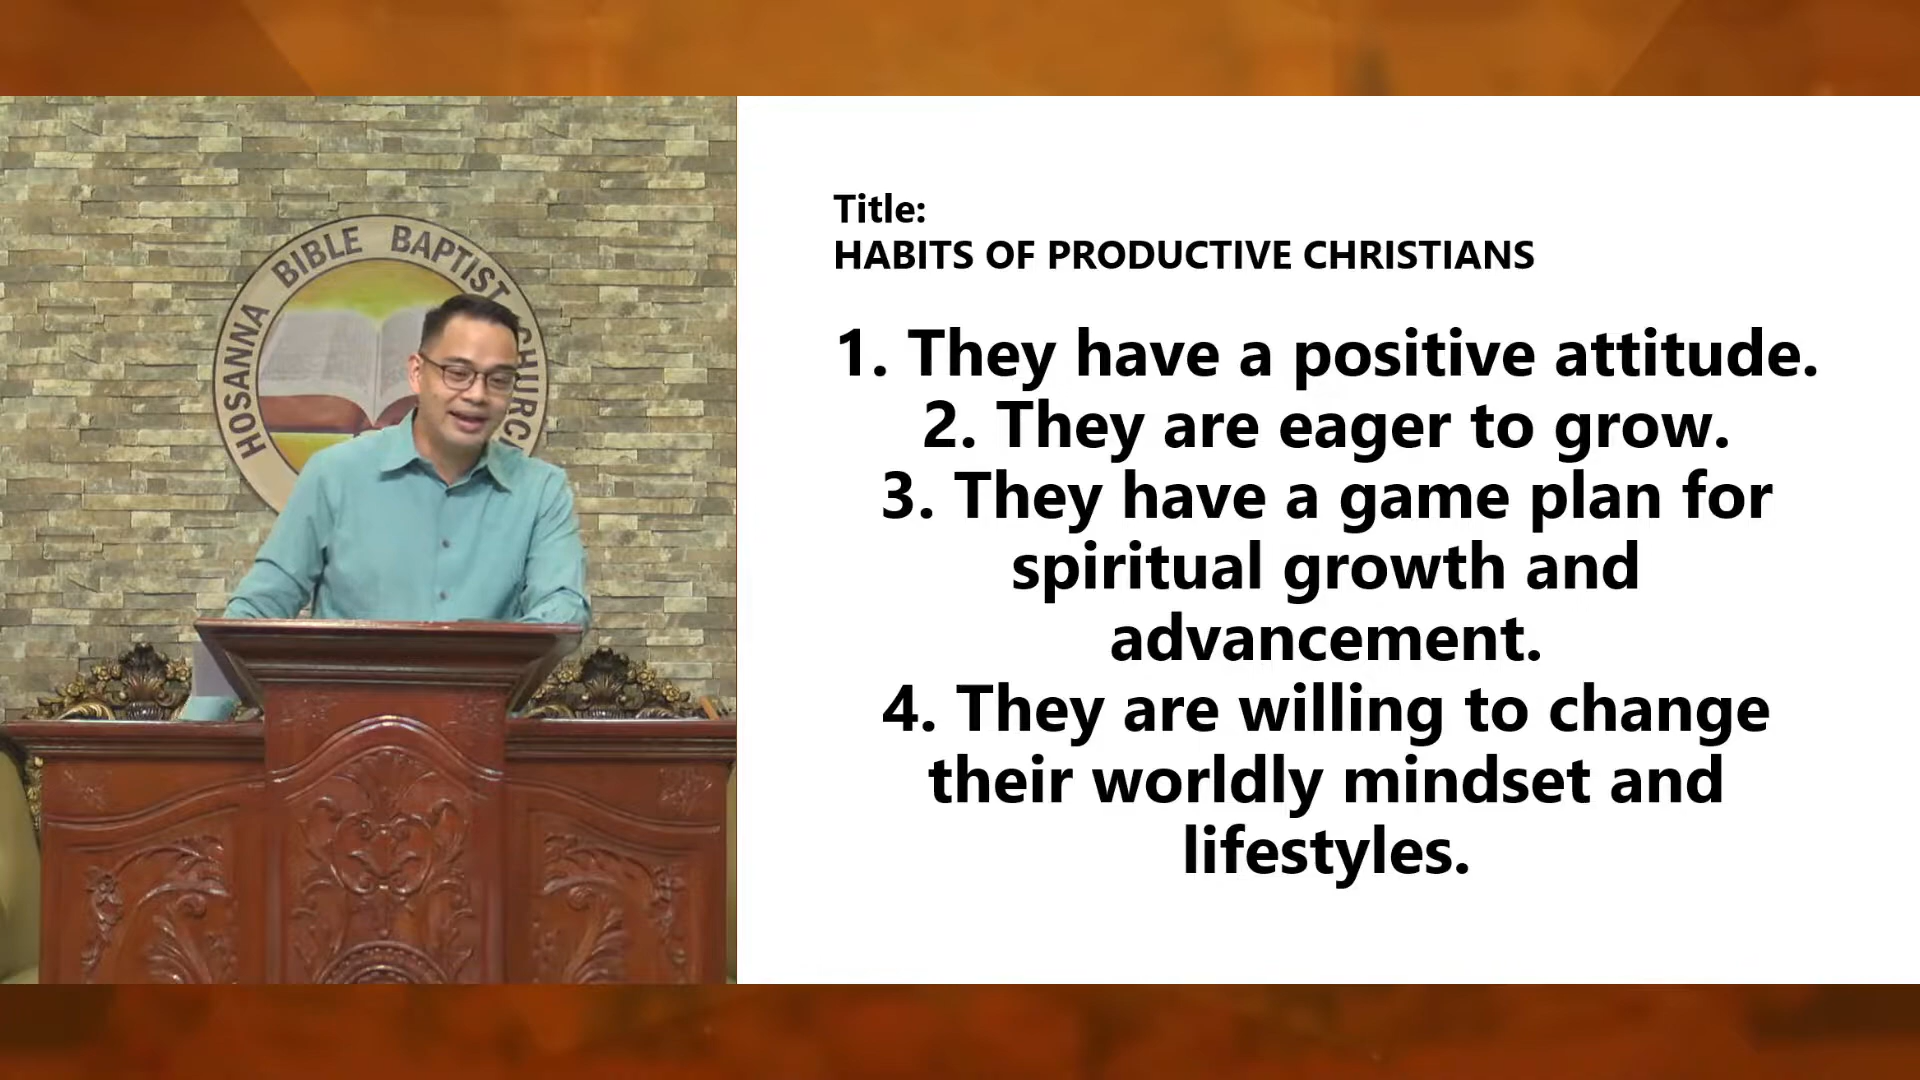 HOSANNA BIBLE BAPTIST CHURCH
Title:
HABITS OF PRODUCTIVE CHRISTIANS
1. They have a positive attitude.
2. They are eager to grow.
3. They have a game plan for
spiritual growth and
advancement.
4. They are willing to change
their worldly mindset and
lifestyles.